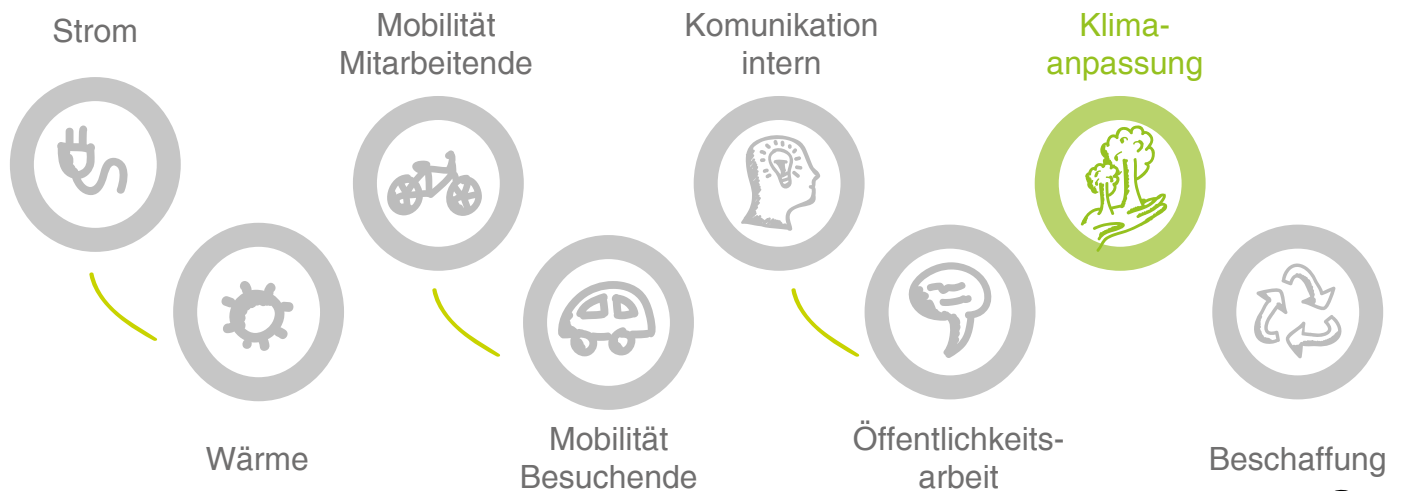 Strom
Mobilität
Mitarbeitende
Komunikation
intern
Klima-
anpassung
Wärme
Mobilität
Besuchende
Öffentlichkeits-
arbeit
Beschaffung